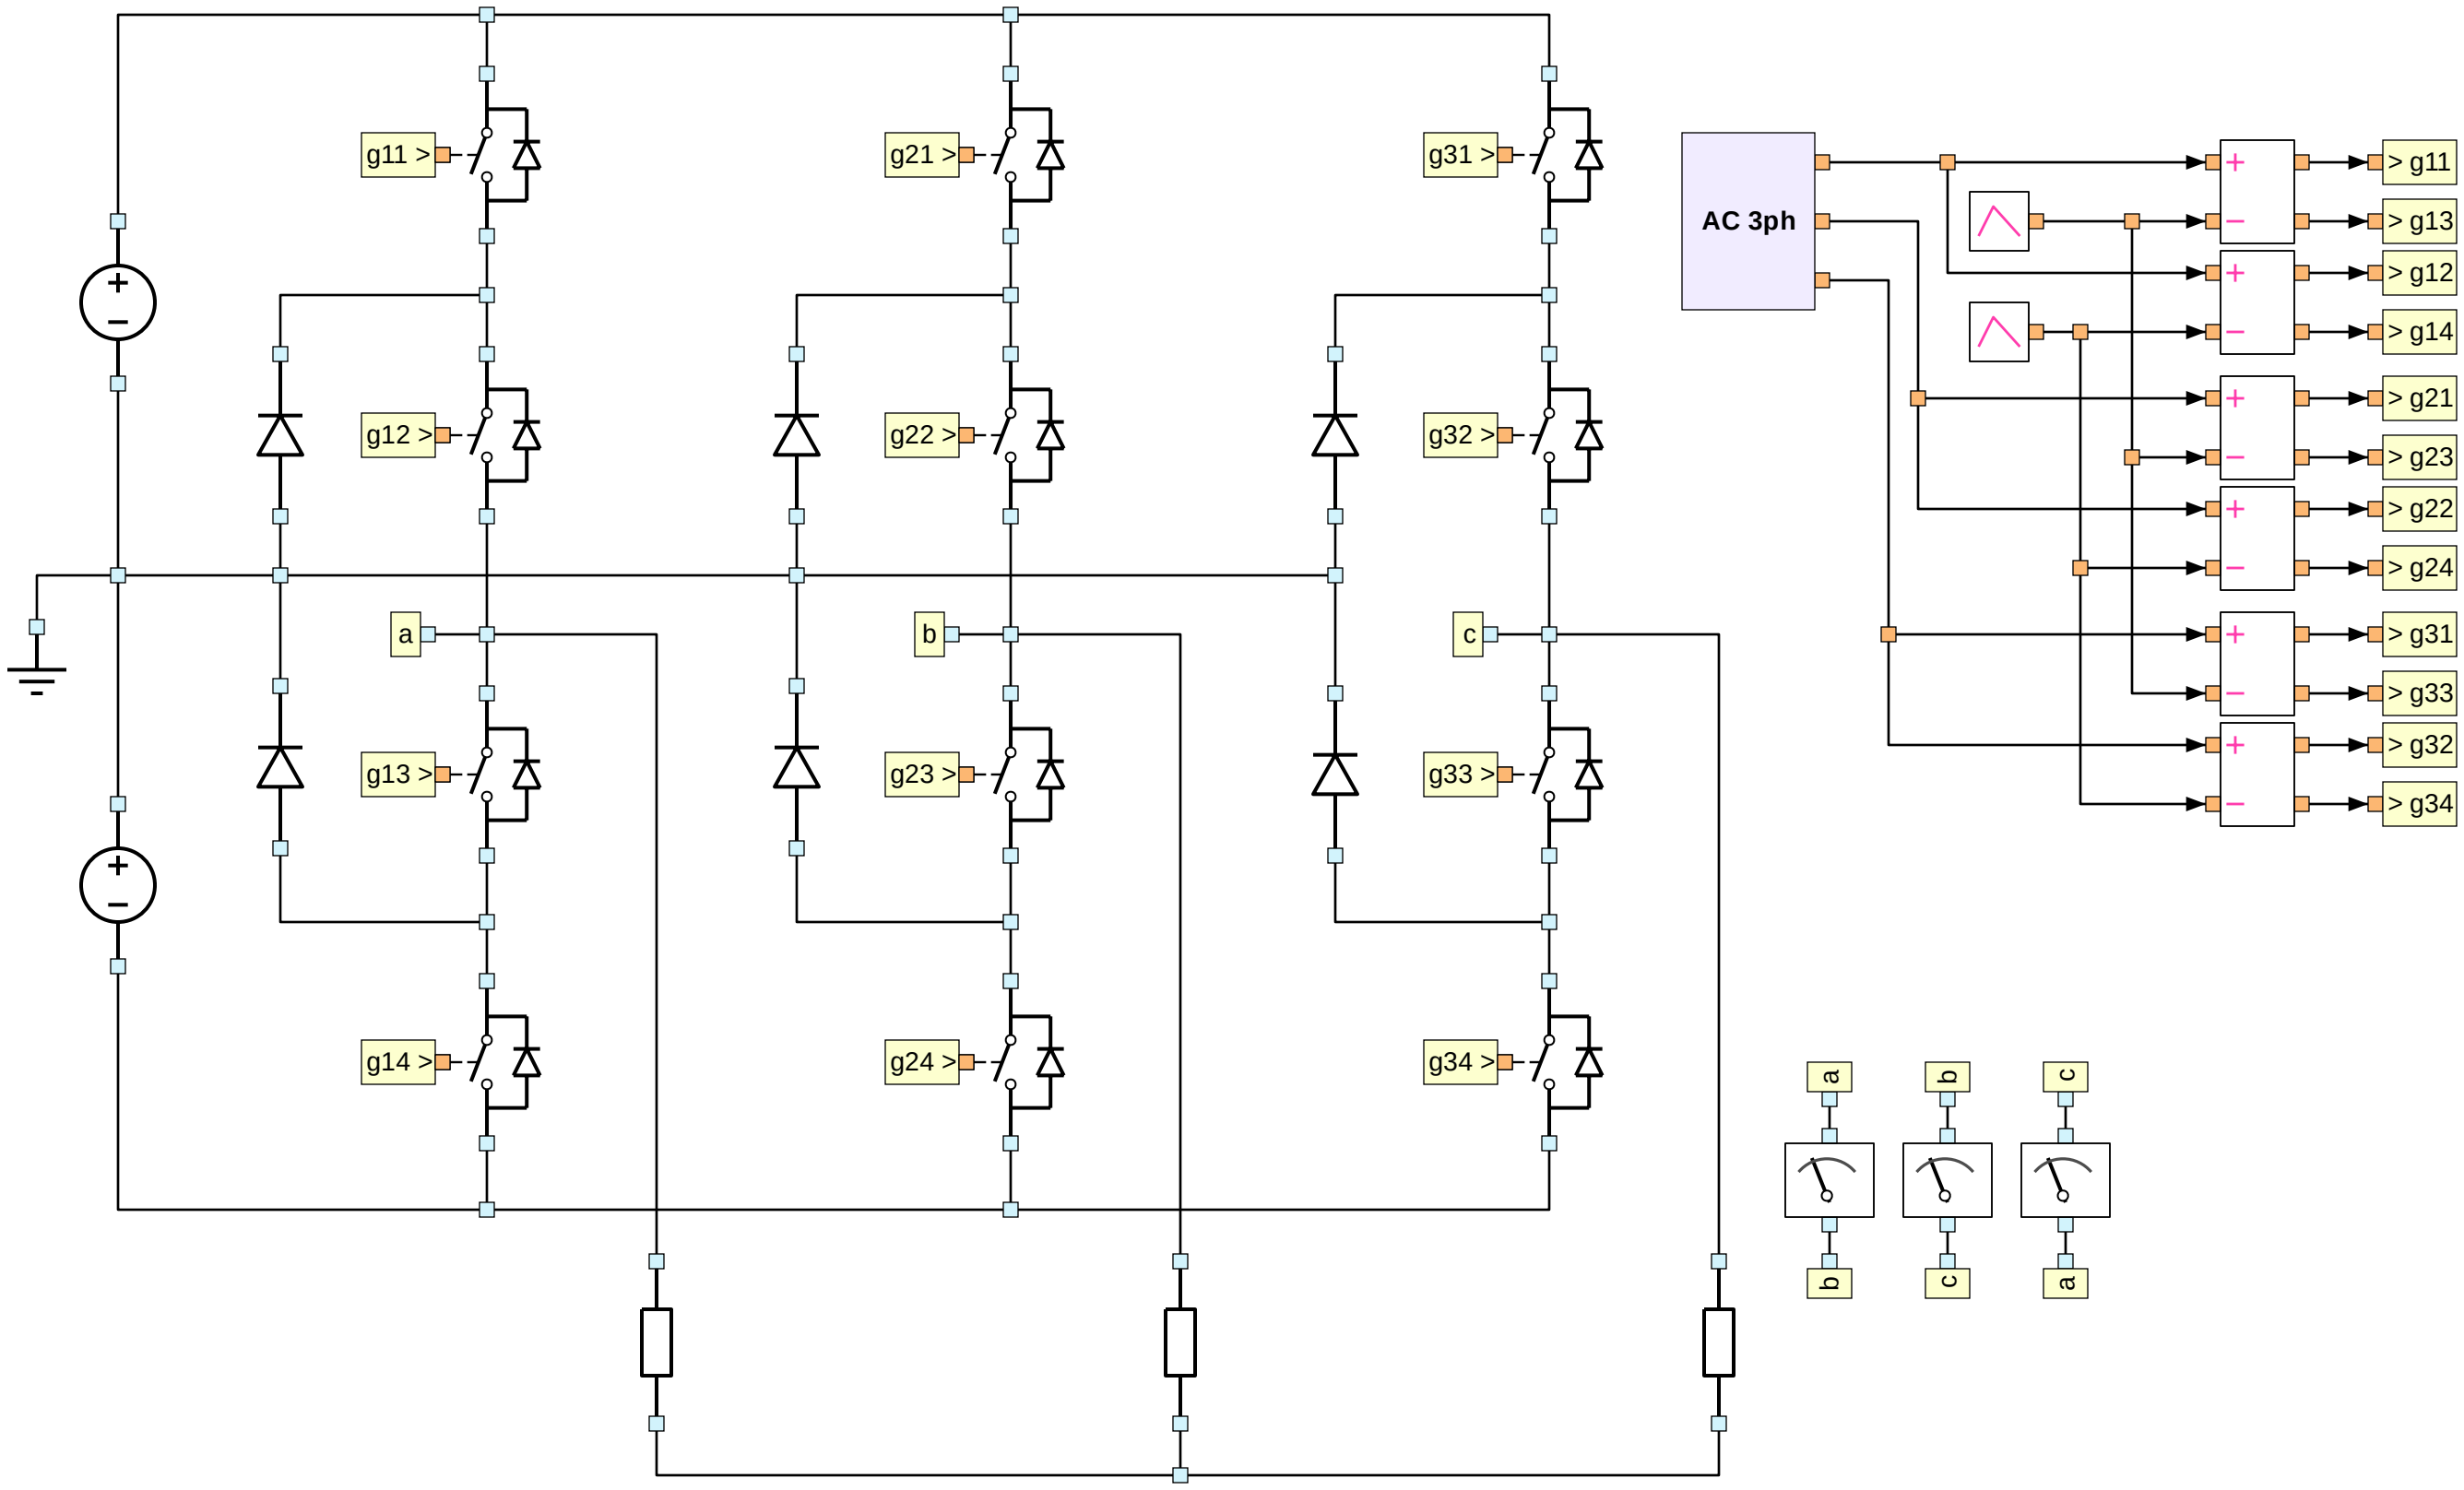 g11 >
g21 >
g31 >
AC 3ph
+
> g11
−
> g13
+
> g12
−
> g14
+
−
g12 >
g22 >
g32 >
+
> g21
−
> g23
+
> g22
−
> g24
a
b
c
+
> g31
−
> g33
+
> g32
−
> g34
g13 >
g23 >
g33 >
+
−
g14 >
g24 >
g34 >
a
b
c
b
c
a